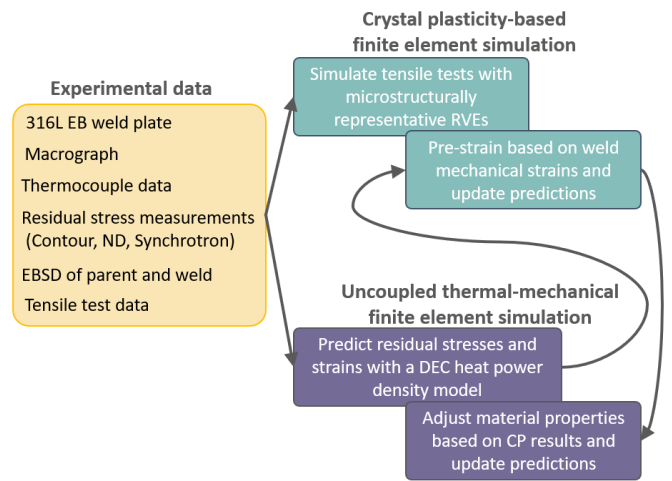 Experimental data
316L EB weld plate
Macrograph
Thermocouple data
Residual stress measurements
(Contour, ND, Synchrotron)
EBSD of parent and weld
Tensile test data
Crystal plasticity-based
finite element simulation
Simulate tensile tests with
microstructurally
representative RVEs
Pre-strain based on weld
mechanical strains and
update predictions
Uncoupled thermal-mechanical
finite element simulation
Predict residual stresses and
strains with a DEC heat power
density model
Adjust material properties
based on CP results and
update predictions